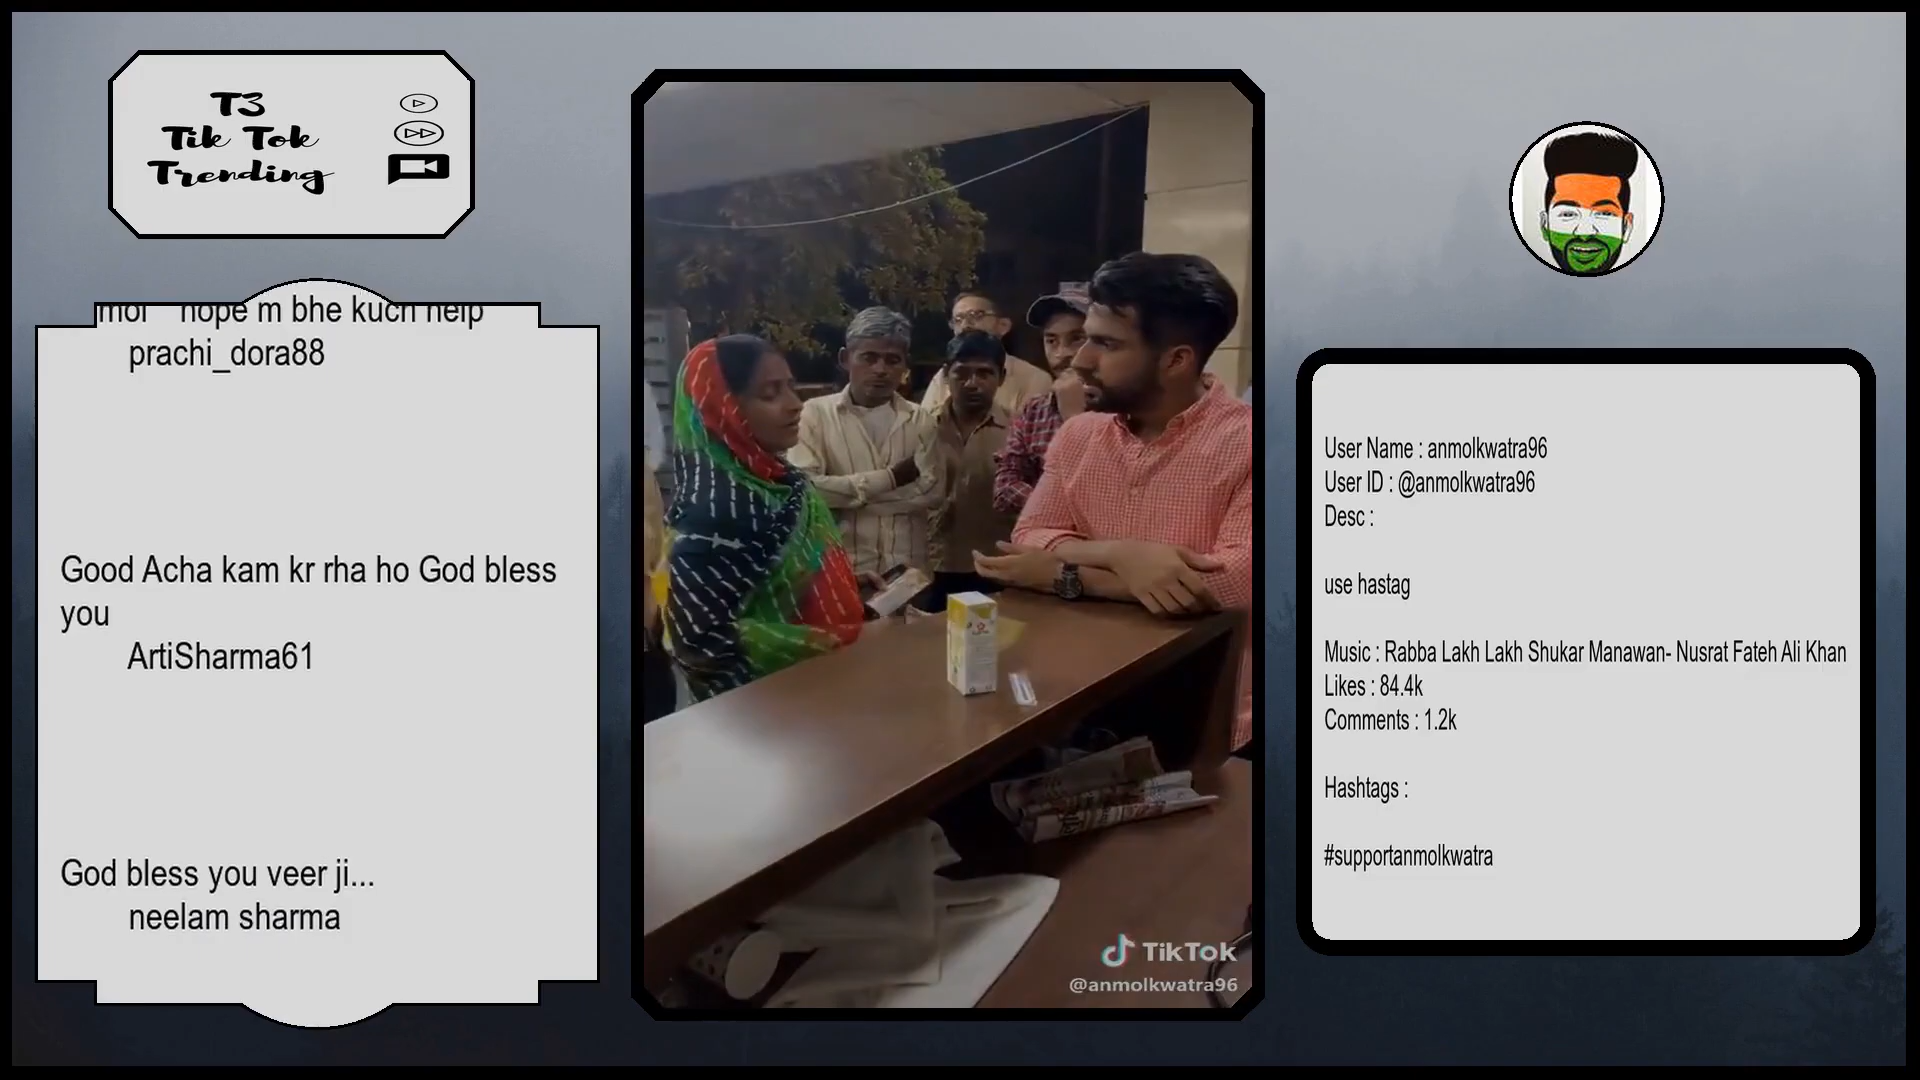 T3
Tik Tok
Trending
hope m bhe kuch help
prachi_dora88
Good Acha kam kr rha ho God bless
you
ArtiSharma61
God bless you veer ji...
neelam sharma
TikTok
@anmolkwatra96
User Name : anmolkwatra96
User ID : @anmolkwatra96
Desc :
use hastag
Music : Rabba Lakh Lakh Shukar Manawan- Nusrat Fateh Ali Khan
Likes : 84.4k
Comments : 1.2k
Hashtags :
#supportanmolkwatra